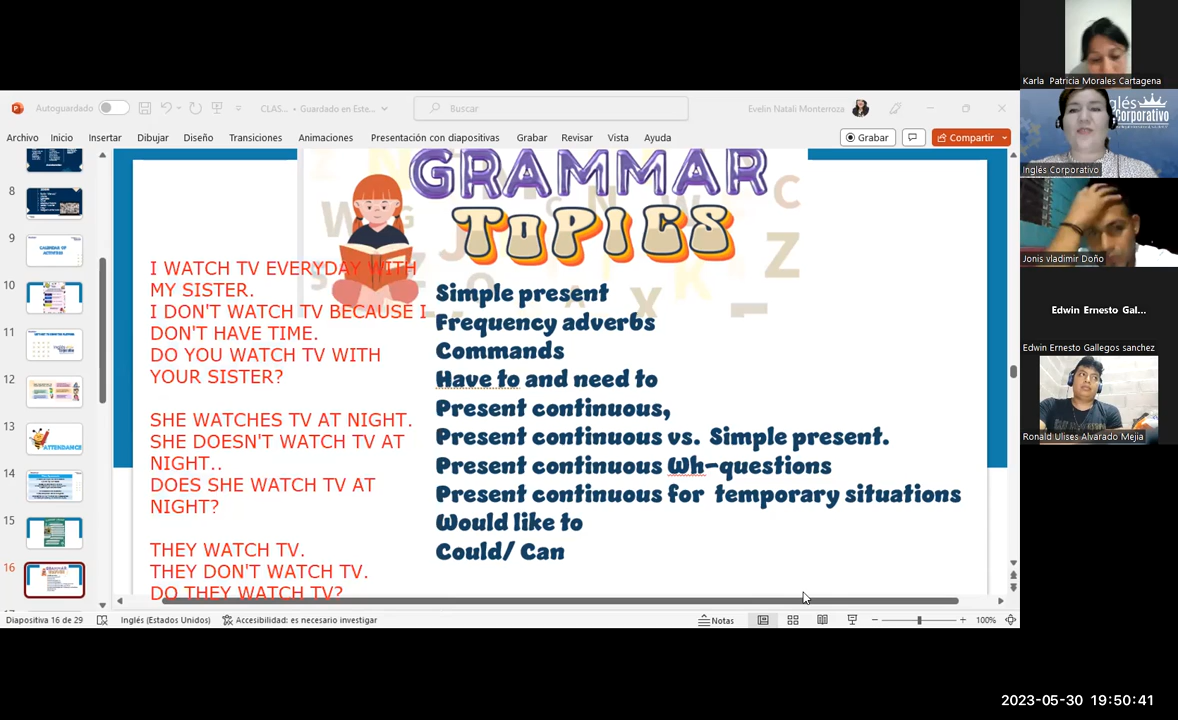 Autoguardado
CLAS... • Guardado en Este...
Buscar
Evelin Natali Monterroza
Archivo Inicio Insertar Dibujar Diseño Transiciones Animaciones Presentación con diapositivas Grabar Revisar Vista Ayuda
Grabar
Compartir
8
9
10
11
12
13
14
15
16
CALENDAR OF
ACTIVITIES
ATTENDANCE
GRAMMAR
TOPICS
I WATCH TV EVERYDAY WITH
MY SISTER.
I DON'T WATCH TV BECAUSE I
DON'T HAVE TIME.
DO YOU WATCH TV WITH
YOUR SISTER?
SHE WATCHES TV AT NIGHT.
SHE DOESN'T WATCH TV AT
NIGHT..
DOES SHE WATCH TV AT
NIGHT?
THEY WATCH TV.
THEY DON'T WATCH TV.
DO THEY WATCH TV?
Simple present
Frequency adverbs
Commands
Have to and need to
Present continuous,
Present continuous vs. Simple present.
Present continuous Wh-questions
Present continuous for temporary situations
Would like to
Could/ Can
Diapositiva 16 de 29
Inglés (Estados Unidos)
Accesibilidad: es necesario investigar
Notas
100%
Karla Patricia Morales Cartagena
glés
Corporativo
Inglés Corporativo
Jonis vladimir Doño
Edwin Ernesto Gal...
Edwin Ernesto Gallegos sanchez
Ronald Ulises Alvarado Mejia
2023-05-30 19:50:41